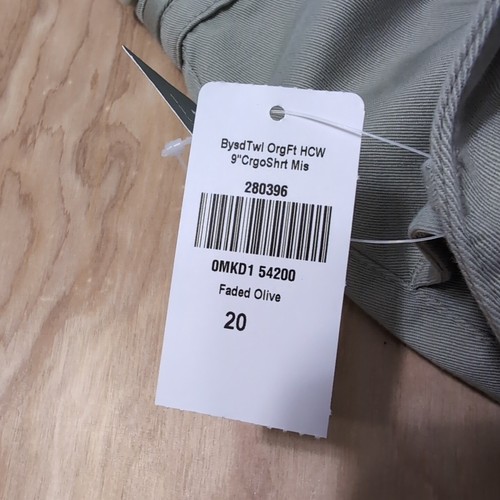 BysdTwl OrgFt HCW
9"CrgoShrt Mis
280396
0MKD1 54200
Faded Olive
20